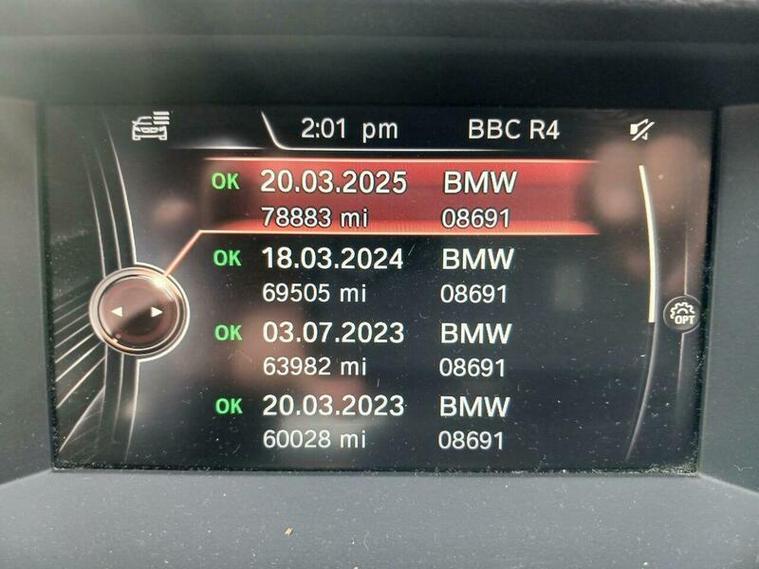 2:01 pm BBC R4
OK 20.03.2025 BMW
78883 mi 08691
OK 18.03.2024 BMW
69505 mi 08691
OPT
OK 03.07.2023 BMW
63982 mi 08691
OK 20.03.2023 BMW
60028 mi 08691